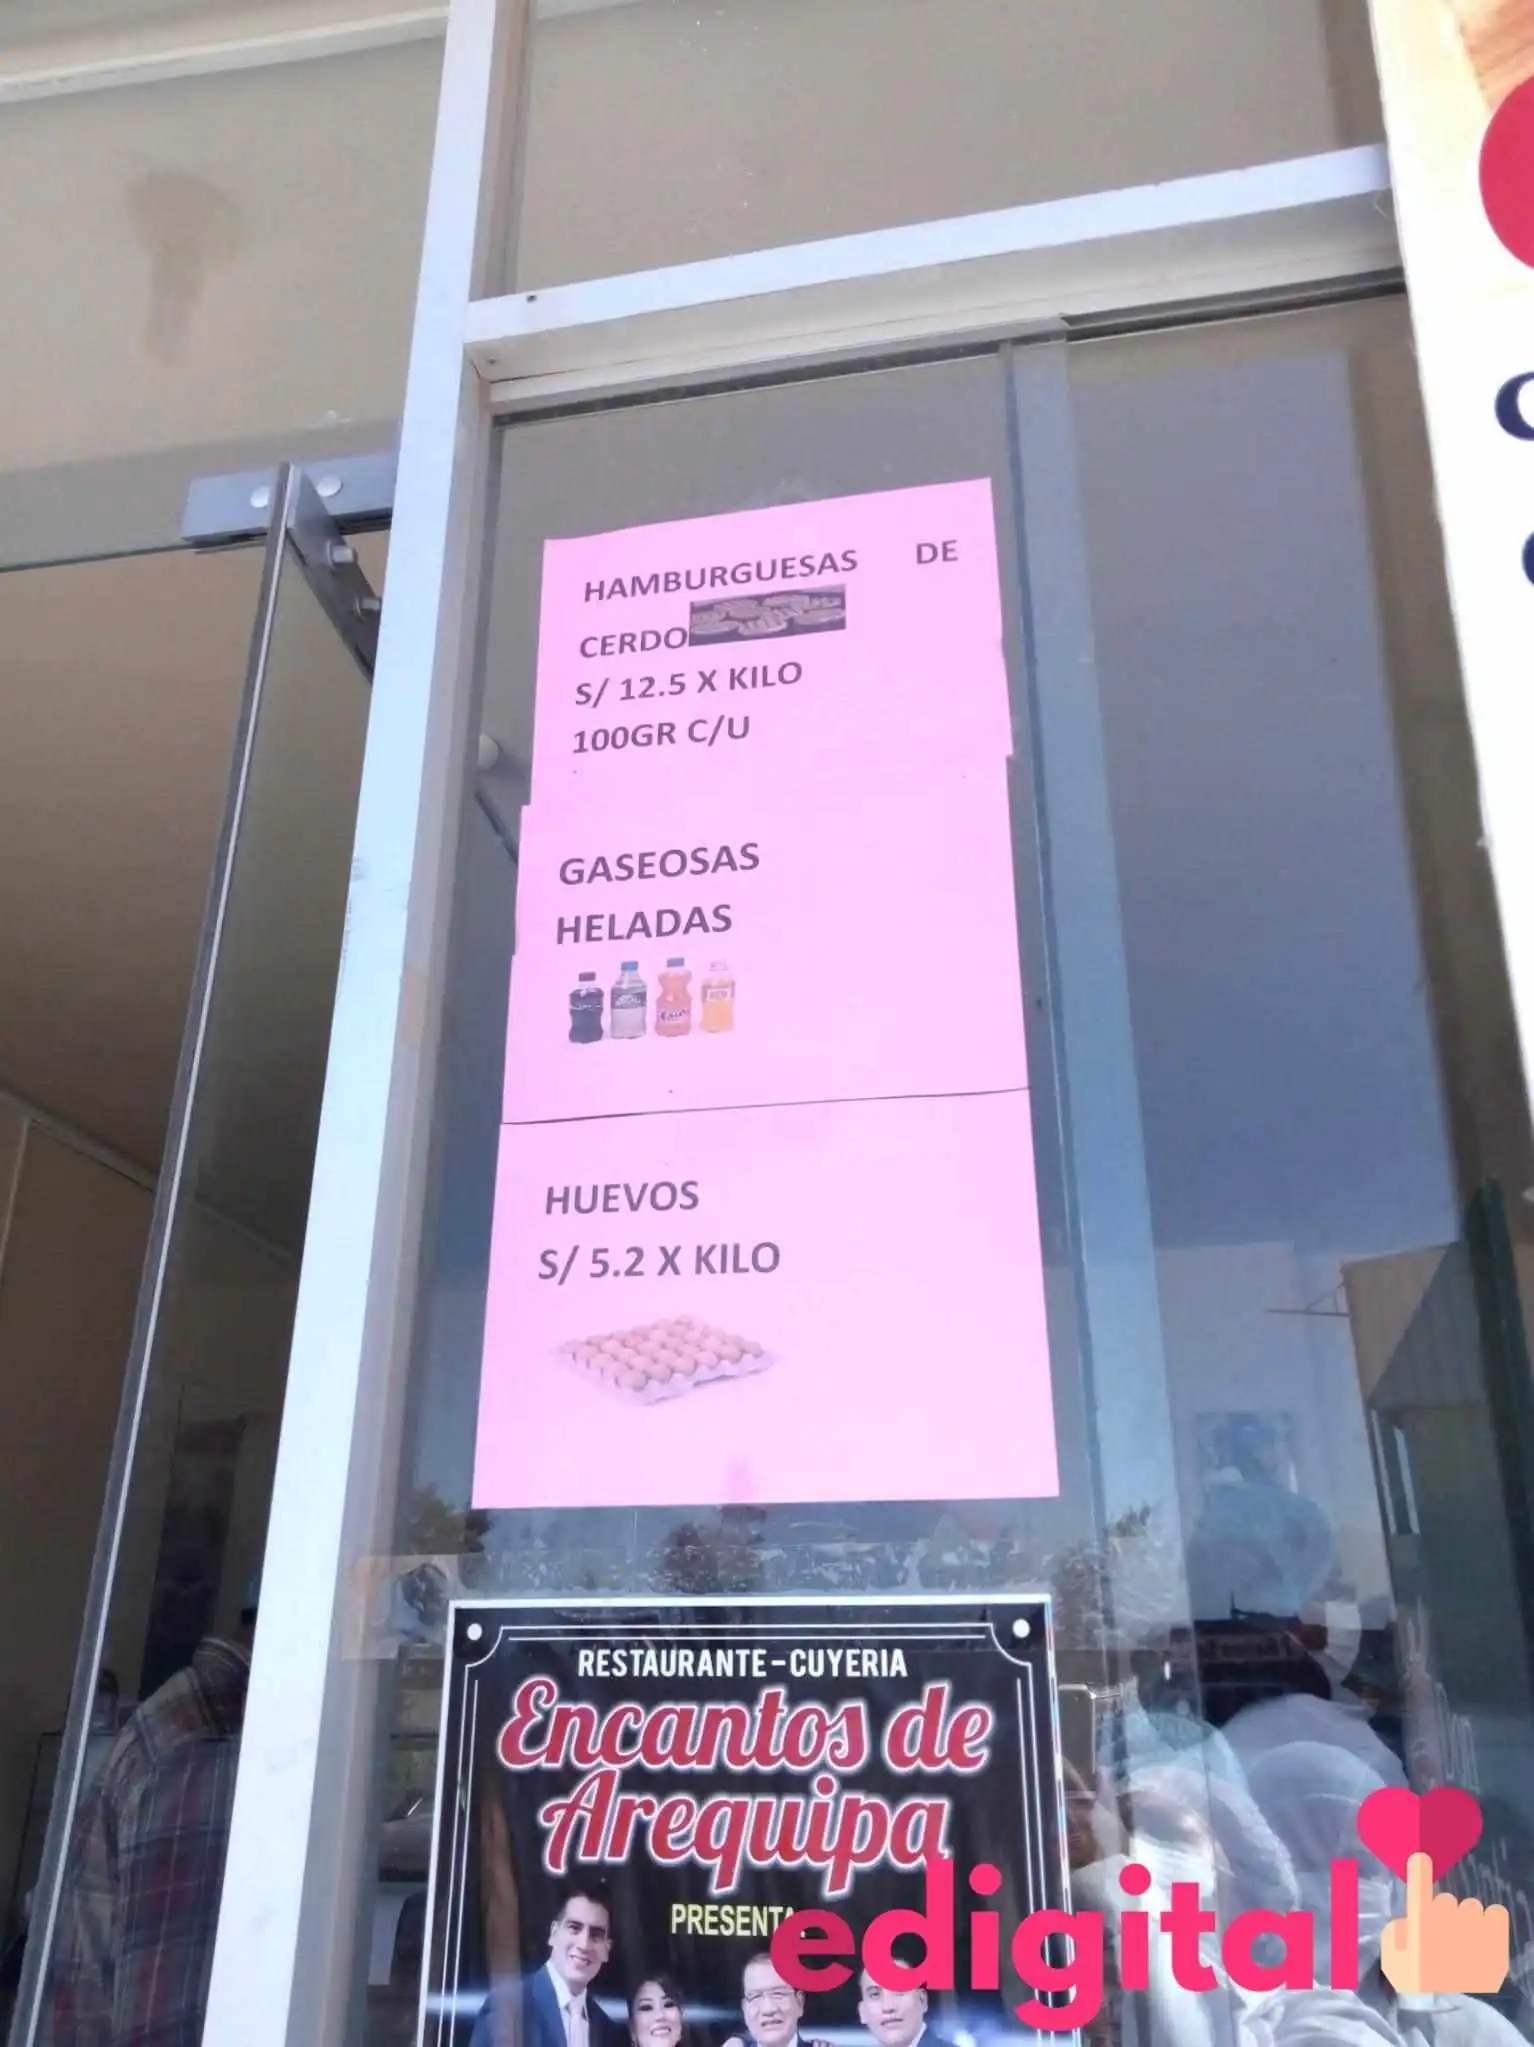 HAMBURGUESAS DE
CERDO
S/ 12.5 X KILO
100GR C/U
GASEOSAS
HELADAS
HUEVOS
S/ 5.2 X KILO
RESTAURANTE-CUYERIA
Encantos de
Arequipa
PRESENTA
edigital